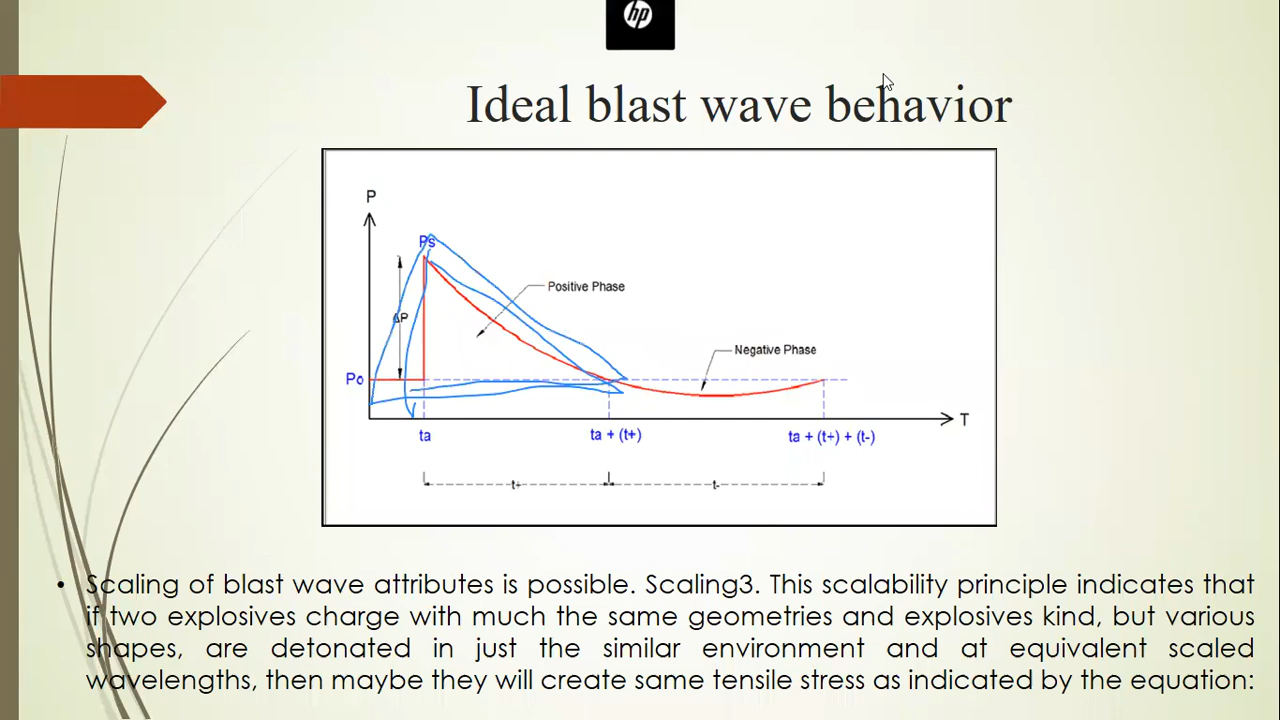 hp
Ideal blast wave behavior
P
Ps
Positive Phase
ΔP
Negative Phase
Po
T
ta
ta + (t+)
ta + (t+) + (t-)
t+
t-
• Scaling of blast wave attributes is possible. Scaling3. This scalability principle indicates that
if two explosives charge with much the same geometries and explosives kind, but various
shapes, are detonated in just the similar environment and at equivalent scaled
wavelengths, then maybe they will create same tensile stress as indicated by the equation: